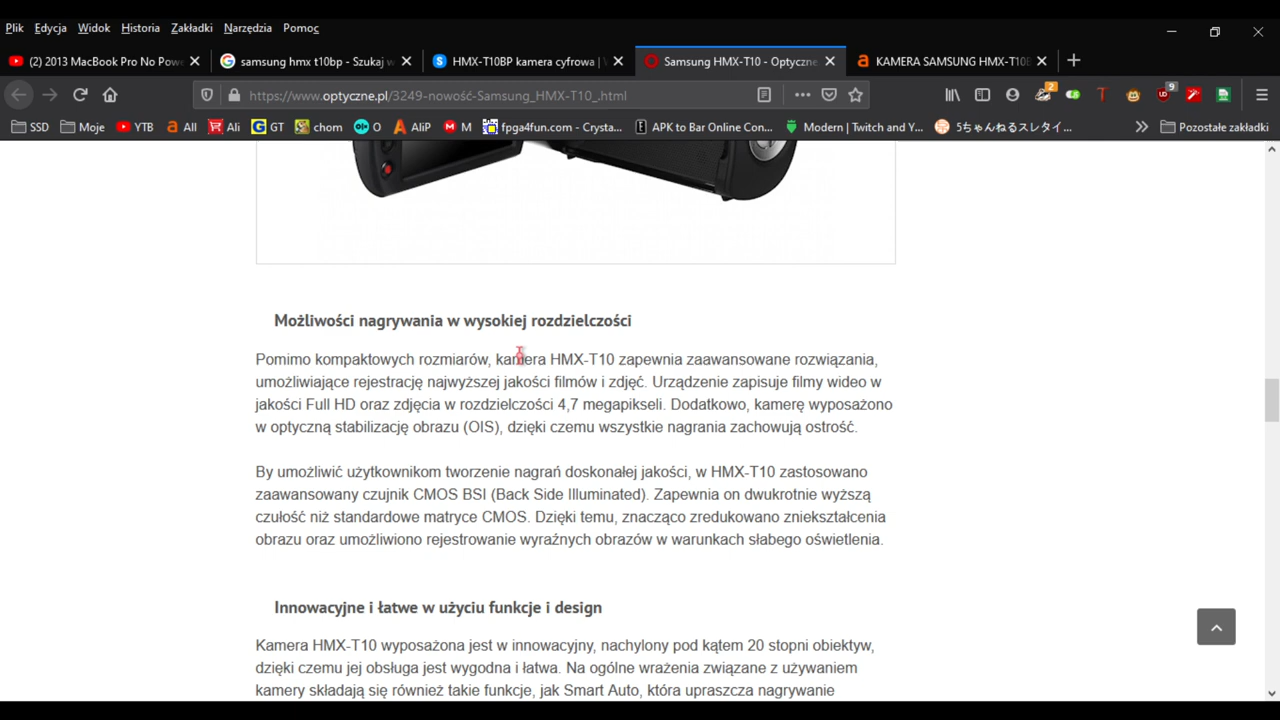 Plik Edycja Widok Historia Zakładki Narzędzia Pomoc
(2) 2013 MacBook Pro No Powe
samsung hmx t10bp - Szukaj w
HMX-T10BP kamera cyfrowa |
Samsung HMX-T10 - Optyczne.
KAMERA SAMSUNG HMX-T10B
https://www.optyczne.pl/3249-nowość-Samsung_HMX-T10_.html
2
9
SSD Moje YTB All Ali GT chom O AliP M fpga4fun.com - Crysta... APK to Bar Online Con... Modern | Twitch and Y... 5ちゃんねるスレタイ... Pozostałe zakładki
Możliwości nagrywania w wysokiej rozdzielczości
Pomimo kompaktowych rozmiarów, kamera HMX-T10 zapewnia zaawansowane rozwiązania,
umożliwiające rejestrację najwyższej jakości filmów i zdjęć. Urządzenie zapisuje filmy wideo w
jakości Full HD oraz zdjęcia w rozdzielczości 4,7 megapikseli. Dodatkowo, kamerę wyposażono
w optyczną stabilizację obrazu (OIS), dzięki czemu wszystkie nagrania zachowują ostrość.
By umożliwić użytkownikom tworzenie nagrań doskonałej jakości, w HMX-T10 zastosowano
zaawansowany czujnik CMOS BSI (Back Side Illuminated). Zapewnia on dwukrotnie wyższą
czułość niż standardowe matryce CMOS. Dzięki temu, znacząco zredukowano zniekształcenia
obrazu oraz umożliwiono rejestrowanie wyraźnych obrazów w warunkach słabego oświetlenia.
Innowacyjne i łatwe w użyciu funkcje i design
Kamera HMX-T10 wyposażona jest w innowacyjny, nachylony pod kątem 20 stopni obiektyw,
dzięki czemu jej obsługa jest wygodna i łatwa. Na ogólne wrażenia związane z używaniem
kamery składają się również takie funkcje, jak Smart Auto, która upraszcza nagrywanie